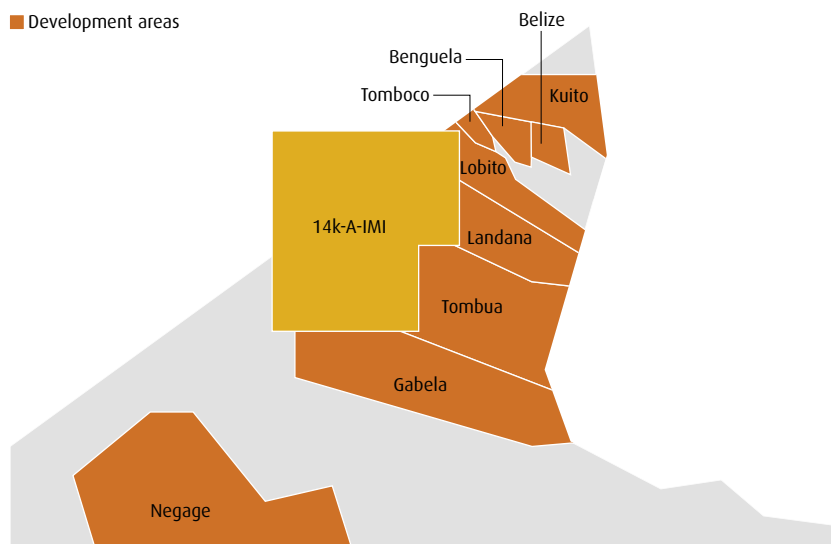 Development areas
Belize
Benguela
Kuito
Tomboco
Lobito
14k-A-IMI
Landana
Tombua
Gabela
Negage